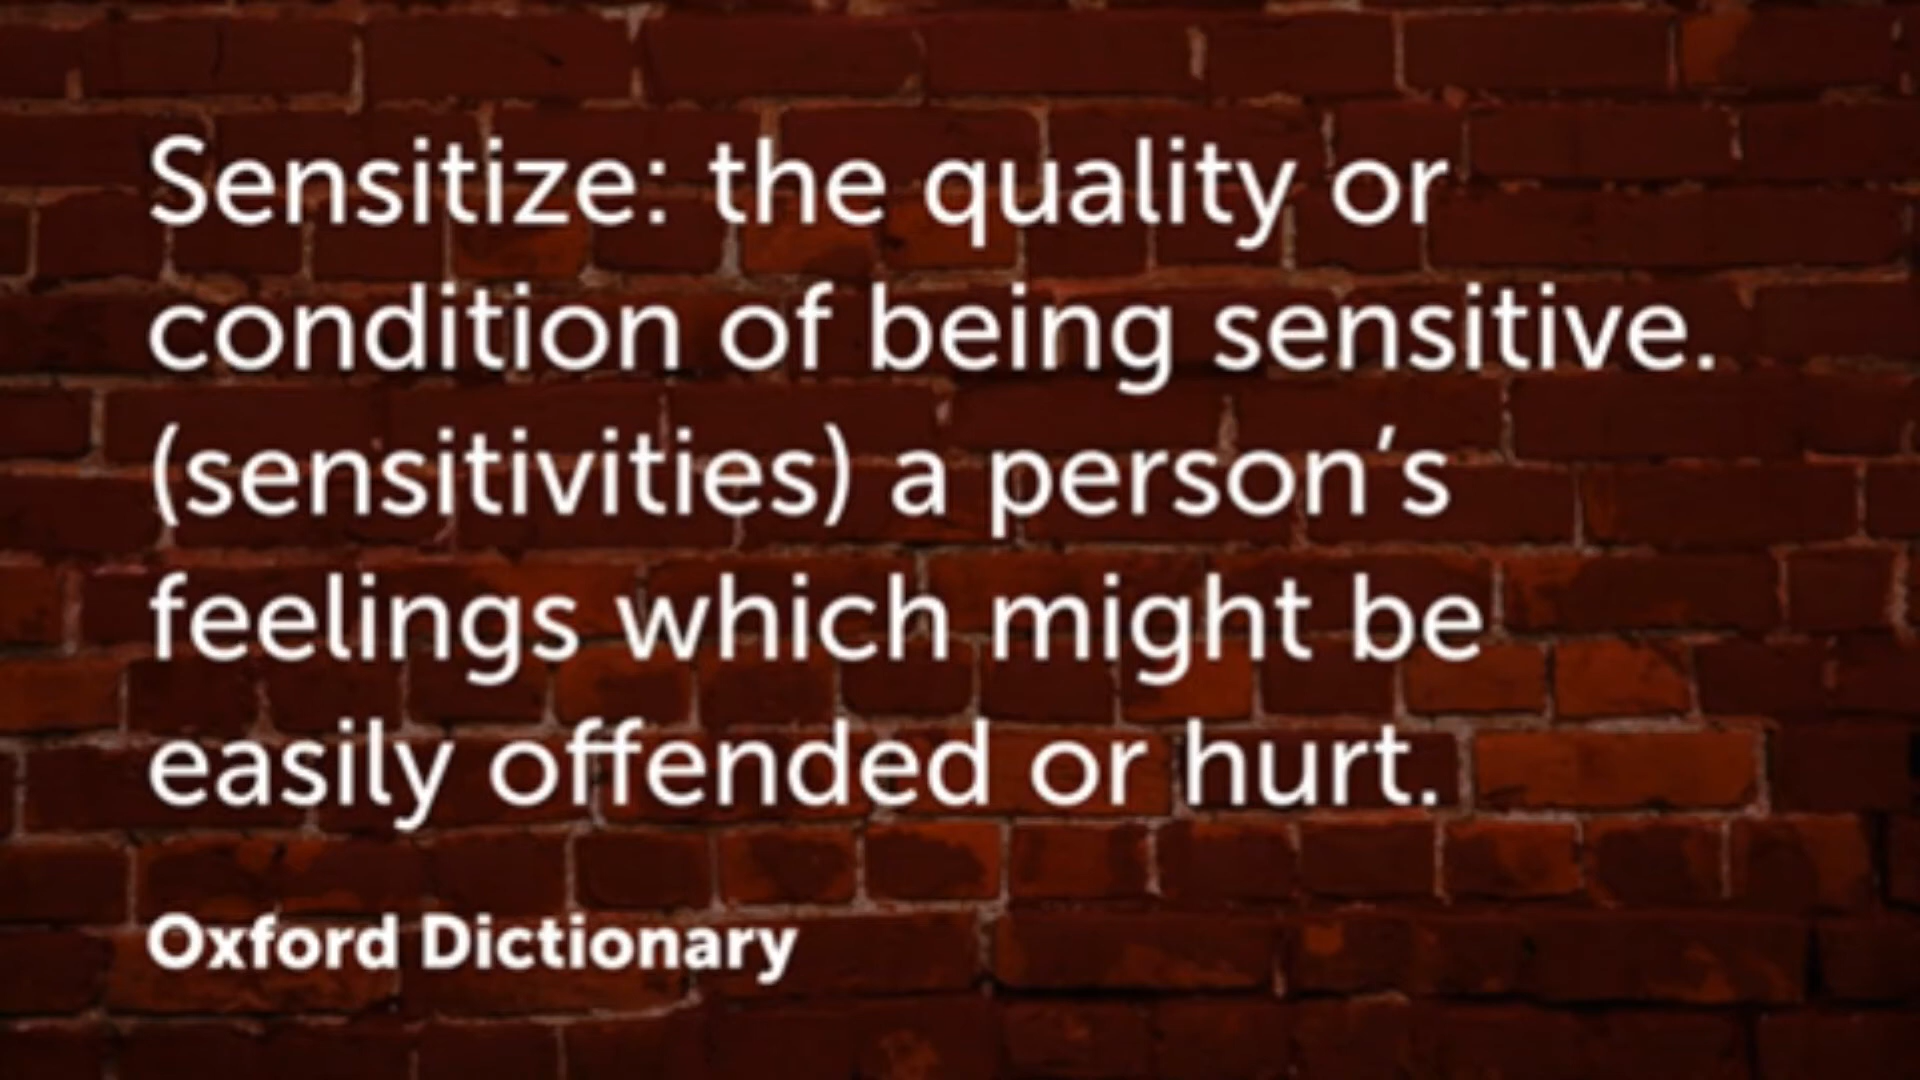 Sensitize: the quality or
condition of being sensitive.
(sensitivities) a person’s
feelings which might be
easily offended or hurt.
Oxford Dictionary